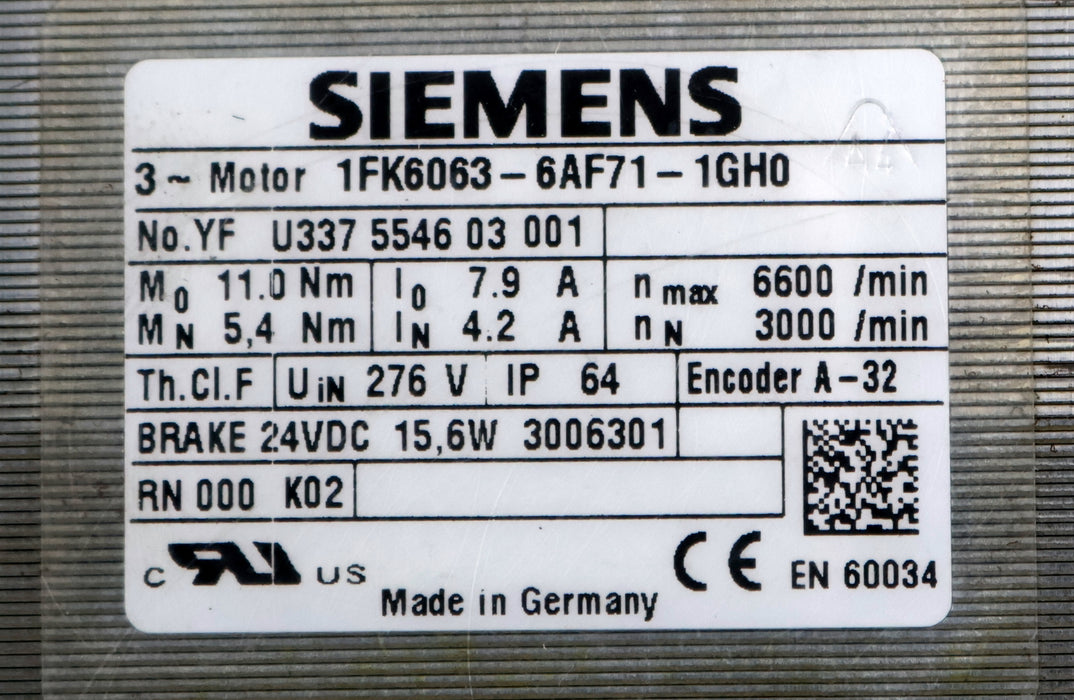 SIEMENS
3 ~ Motor 1FK6063 - 6AF71 - 1GH0
No.YF U337 5546 03 001
M0 11.0 Nm I0 7.9 A n max 6600 /min
MN 5,4 Nm IN 4.2 A nN 3000 /min
Th.Cl.F UiN 276 V IP 64 Encoder A-32
BRAKE 24VDC 15,6W 3006301
RN 000 K02
c RU US CE EN 60034
Made in Germany